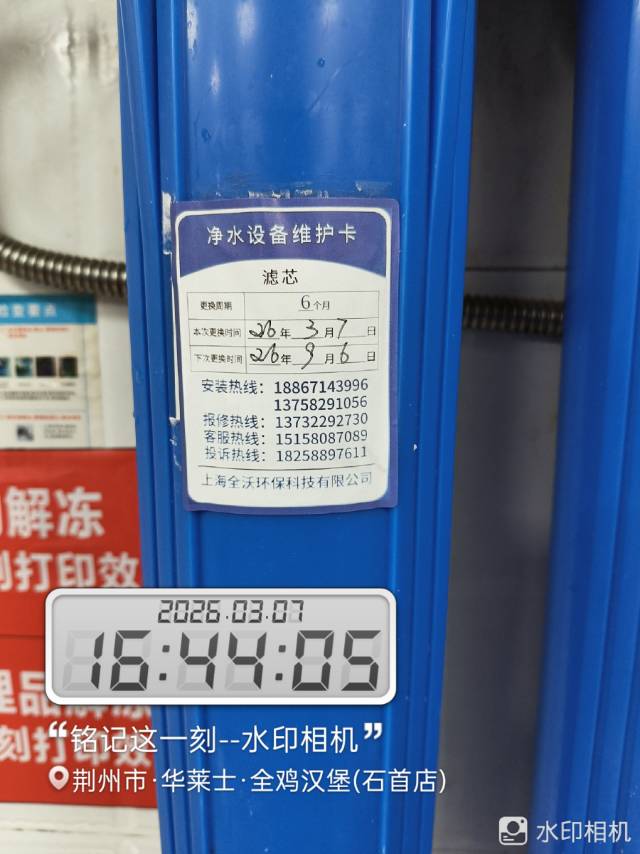 净水设备维护卡
滤芯
更换周期 6个月
本次更换时间 26年 3月 7日
下次更换时间 26年 9月 6日
安装热线：18867143996
13758291056
报修热线：13732292730
客服热线：15158087089
投诉热线：18258897611
上海全沃环保科技有限公司
解冻
打印效
2026.03.07
16:44:05
“铭记这一刻--水印相机”
荆州市·华莱士·全鸡汉堡(石首店)
水印相机